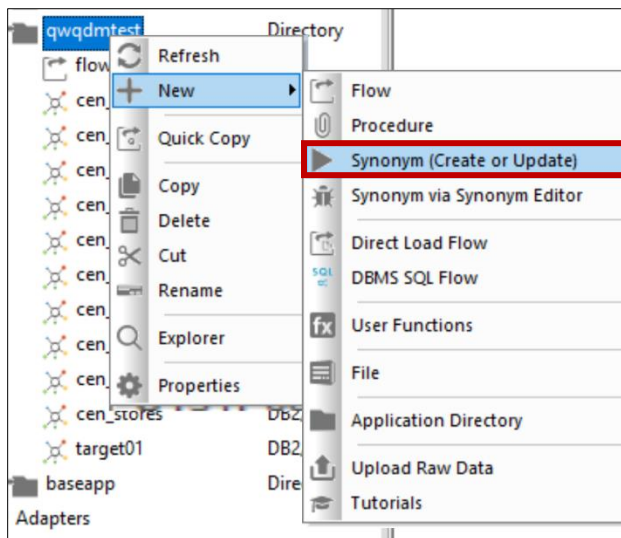 qwqdmtest Directory
flow
cen_
cen_
cen_
cen_
cen_
cen_
cen_
cen_
cen_
cen_stores DB2
target01 DB2
baseapp Dire
Adapters
Refresh
New
Quick Copy
Copy
Delete
Cut
Rename
Explorer
Properties
Flow
Procedure
Synonym (Create or Update)
Synonym via Synonym Editor
Direct Load Flow
SQL
DBMS SQL Flow
fx User Functions
File
Application Directory
Upload Raw Data
Tutorials